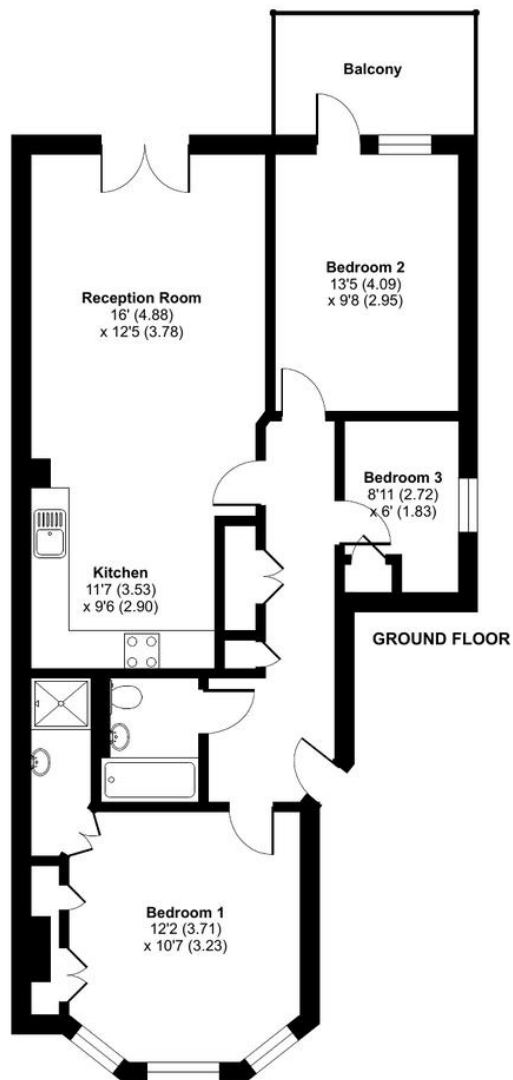 Balcony
Reception Room
16' (4.88)
x 12'5 (3.78)
Bedroom 2
13'5 (4.09)
x 9'8 (2.95)
Bedroom 3
8'11 (2.72)
x 6' (1.83)
Kitchen
11'7 (3.53)
x 9'6 (2.90)
GROUND FLOOR
Bedroom 1
12'2 (3.71)
x 10'7 (3.23)